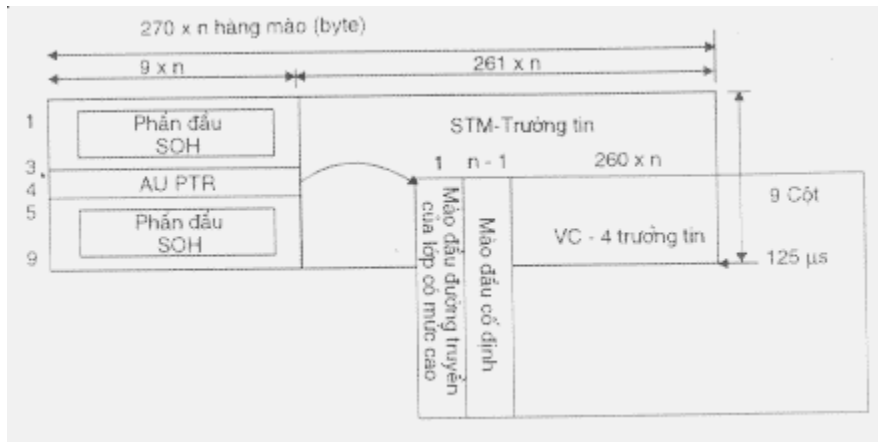 270 x n hàng mào (byte)
9 x n
261 x n
1
Phần đầu
SOH
STM-Trường tin
3
4
AU PTR
1
n - 1
260 x n
5
Phần đầu
SOH
9
Mào đầu đường truyền
của lớp có mức cao
Mào đầu cố định
VC - 4 trường tin
9 Cột
125 µs